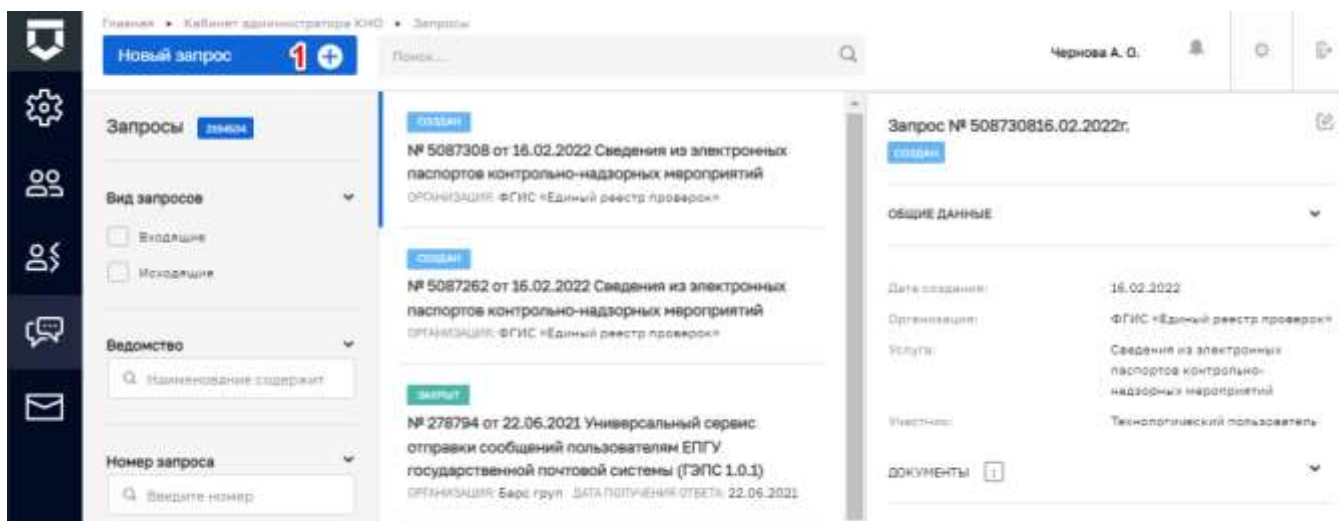 Главная • Кабинет администратора КНО • Запросы
Новый запрос 1
Поиск...
Чернова А. О.
Запросы
Вид запросов
Входящие
Исходящие
Ведомство
Наименование содержит
Номер запроса
Введите номер
СОЗДАН
№ 5087308 от 16.02.2022 Сведения из электронных
паспортов контрольно-надзорных мероприятий
ОРГАНИЗАЦИЯ: ФГИС «Единый реестр проверок»
СОЗДАН
№ 5087262 от 16.02.2022 Сведения из электронных
паспортов контрольно-надзорных мероприятий
ОРГАНИЗАЦИЯ: ФГИС «Единый реестр проверок»
ЗАКРЫТ
№ 278794 от 22.06.2021 Универсальный сервис
отправки сообщений пользователям ЕПГУ
государственной почтовой системы (ГЭПС 1.0.1)
ОРГАНИЗАЦИЯ: Барс груп ДАТА ПОЛУЧЕНИЯ ОТВЕТА: 22.06.2021
Запрос № 508730816.02.2022г.
СОЗДАН
ОБЩИЕ ДАННЫЕ
Дата создания: 16.02.2022
Организация: ФГИС «Единый реестр проверок»
Услуга: Сведения из электронных
паспортов контрольно-
надзорных мероприятий
Участник: Технологический пользователь
ДОКУМЕНТЫ 1